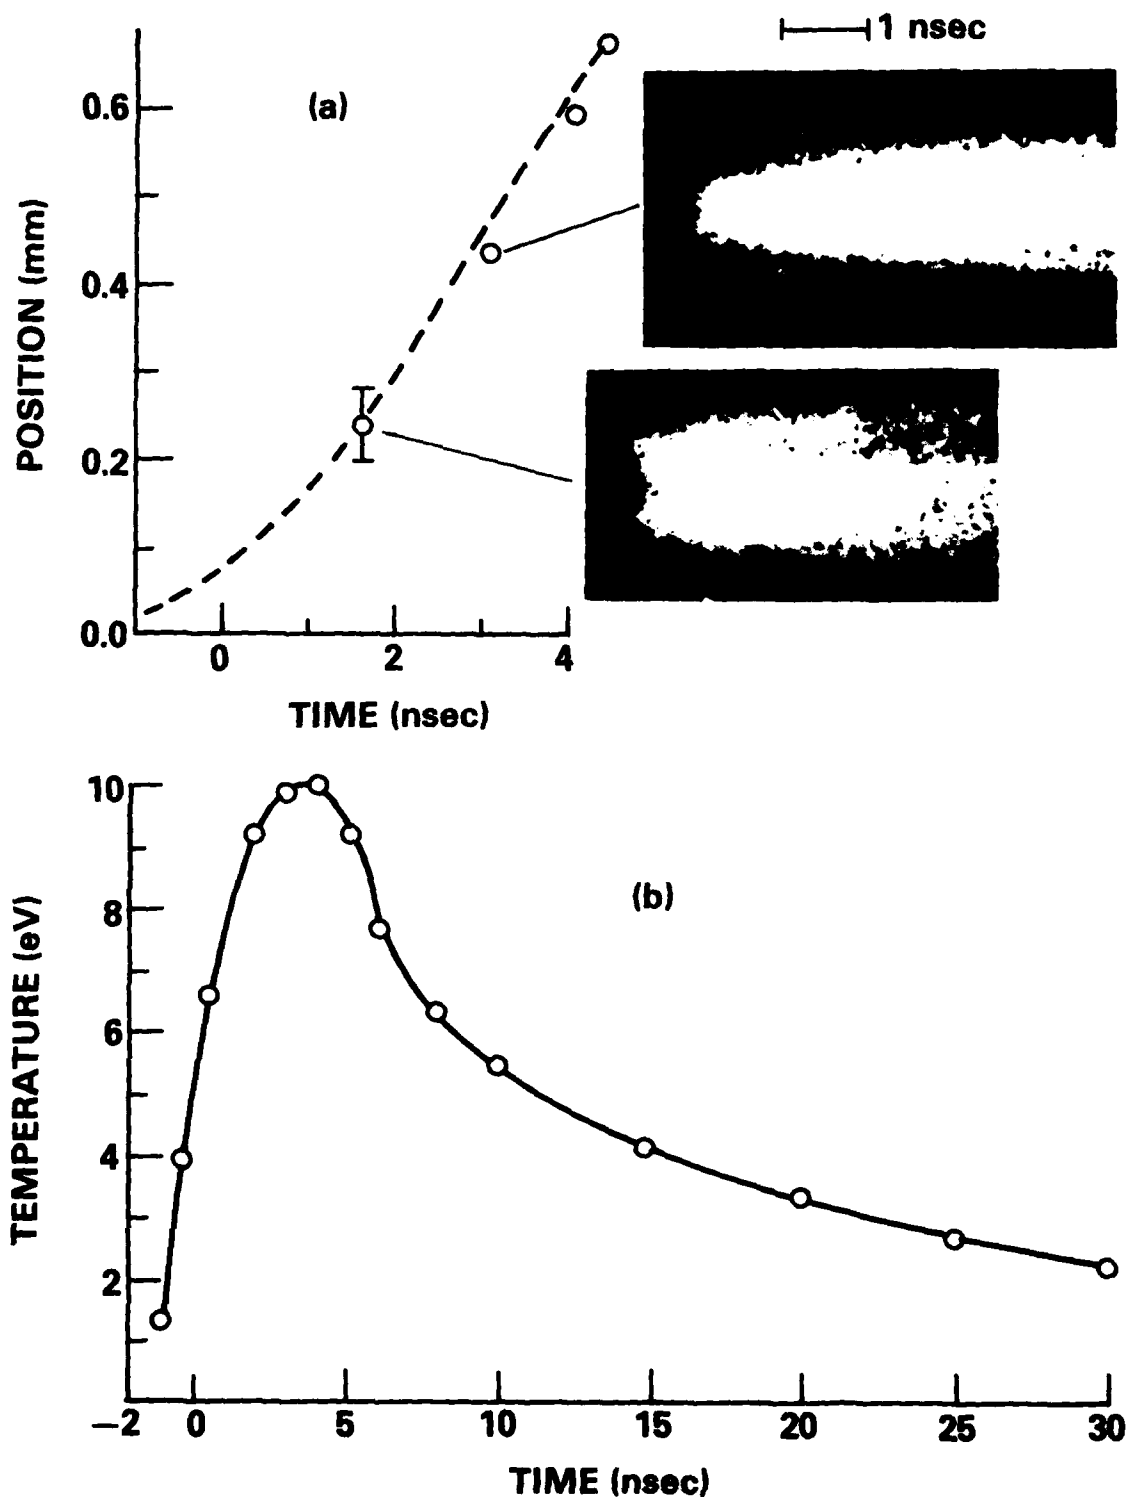 1 nsec
(a)
0.6
0.4
0.2
0.0
POSITION (mm)
0 2 4
TIME (nsec)
10
8
6
4
2
TEMPERATURE (eV)
(b)
−2 0 5 10 15 20 25 30
TIME (nsec)